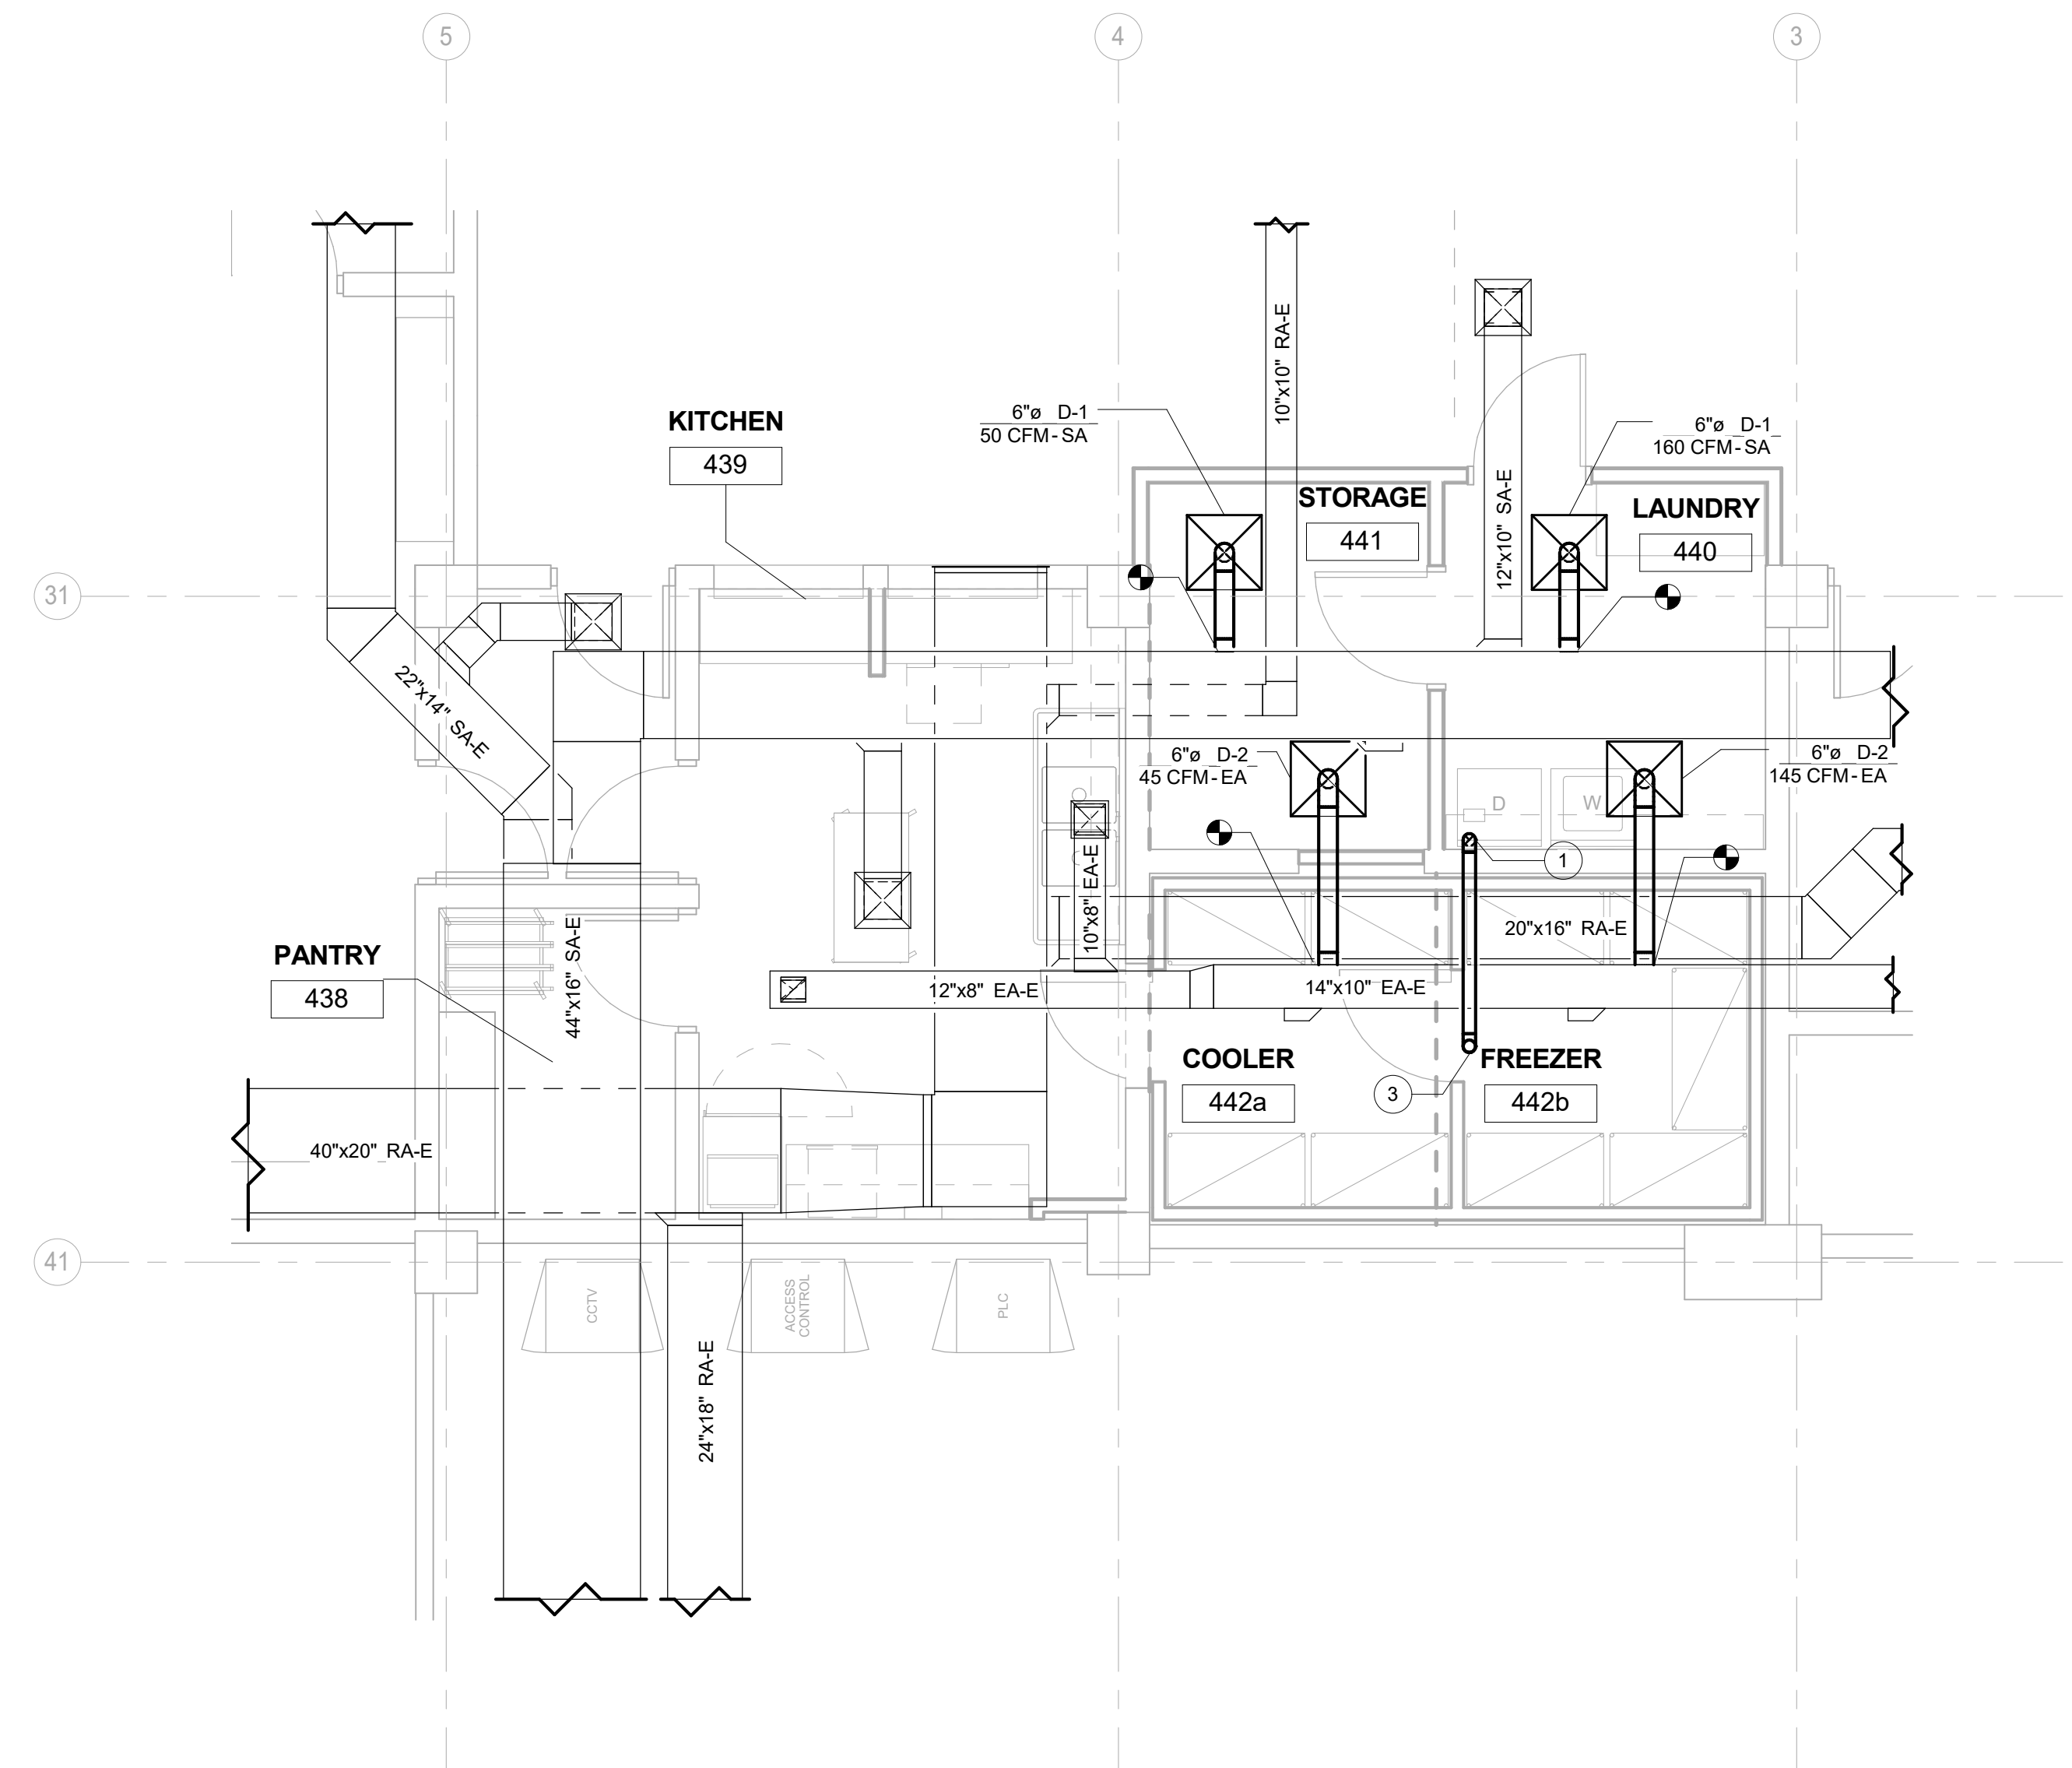 5
4
3
10"x10" RA-E
KITCHEN
439
6"ø D-1
50 CFM-SA
6"ø D-1
160 CFM-SA
STORAGE
441
12"x10" SA-E
LAUNDRY
440
31
22"x14" SA-E
6"ø D-2
45 CFM-EA
6"ø D-2
145 CFM-EA
D
W
1
10"x8" EA-E
20"x16" RA-E
PANTRY
438
44"x16" SA-E
12"x8" EA-E
14"x10" EA-E
COOLER
442a
FREEZER
442b
3
40"x20" RA-E
41
CCTV
ACCESS
CONTROL
PLC
24"x18" RA-E